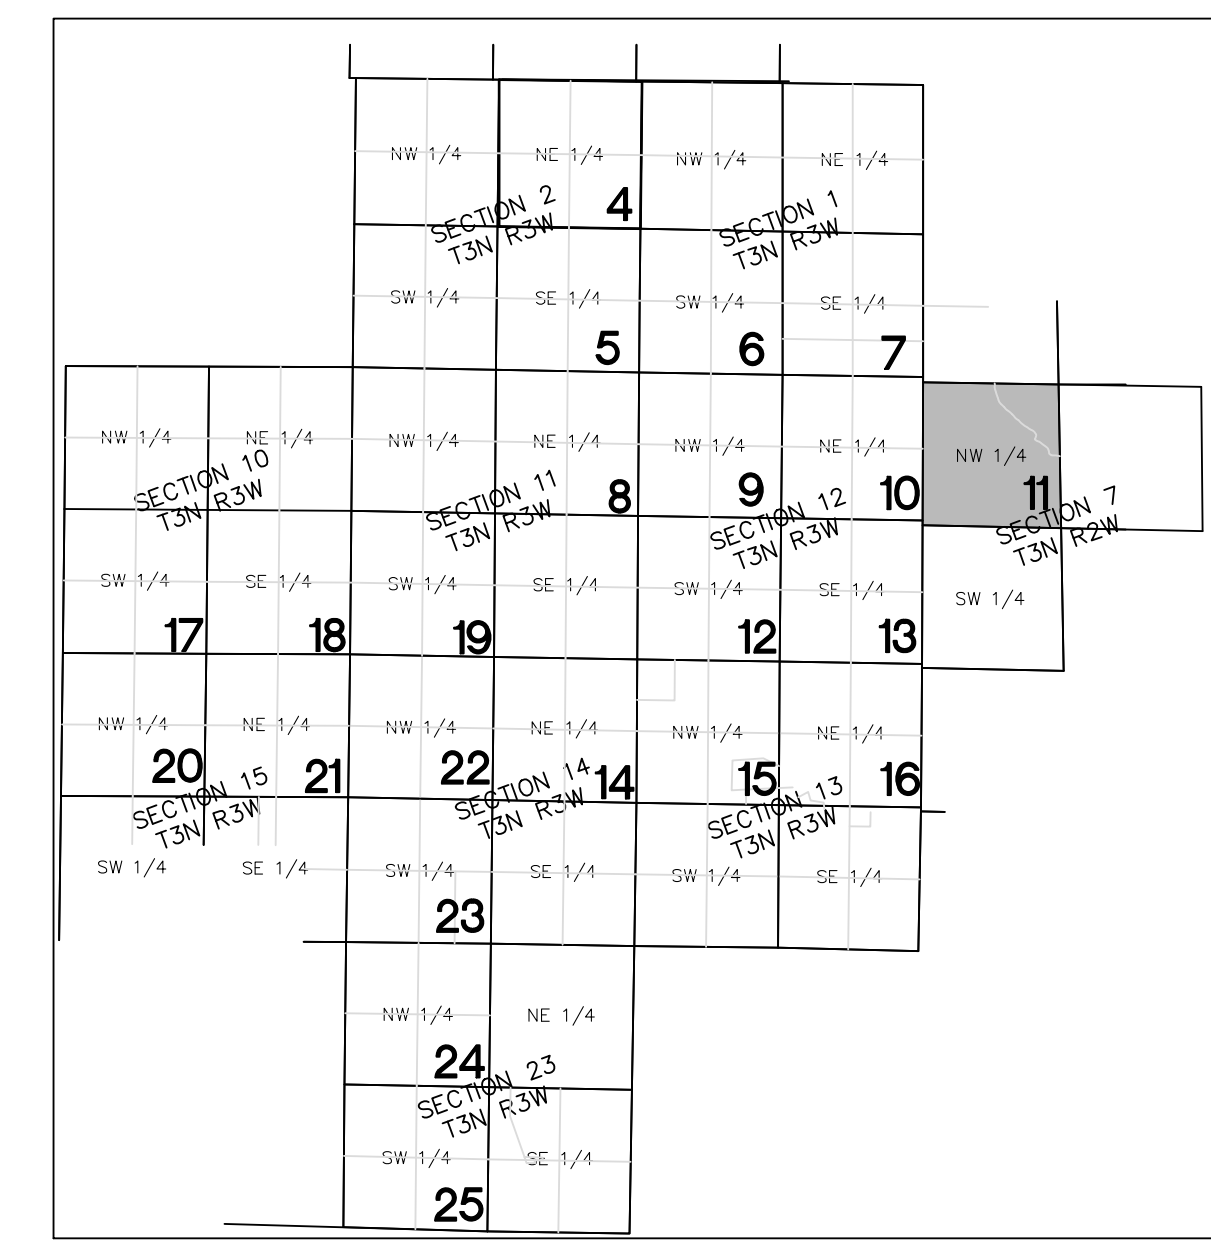 NW 1/4 NE 1/4 NW 1/4 NE 1/4
4
SECTION 2
T3N R3W
SECTION 1
T3N R3W
SW 1/4 SE 1/4 SW 1/4 SE 1/4
5 6 7
NW 1/4 NE 1/4 NW 1/4 NE 1/4 NW 1/4 NE 1/4 NW 1/4
8 9 10 11
SECTION 10
T3N R3W
SECTION 11
T3N R3W
SECTION 12
T3N R3W
SECTION 7
T3N R2W
SW 1/4 SE 1/4 SW 1/4 SE 1/4 SW 1/4 SE 1/4 SW 1/4
17 18 19 12 13
NW 1/4 NE 1/4 NW 1/4 NE 1/4 NW 1/4 NE 1/4
20 21 22 14 15 16
SECTION 15
T3N R3W
SECTION 14
T3N R3W
SECTION 13
T3N R3W
SW 1/4 SE 1/4 SW 1/4 SE 1/4 SW 1/4 SE 1/4
23
NW 1/4 NE 1/4
24
SECTION 23
T3N R3W
SW 1/4 SE 1/4
25